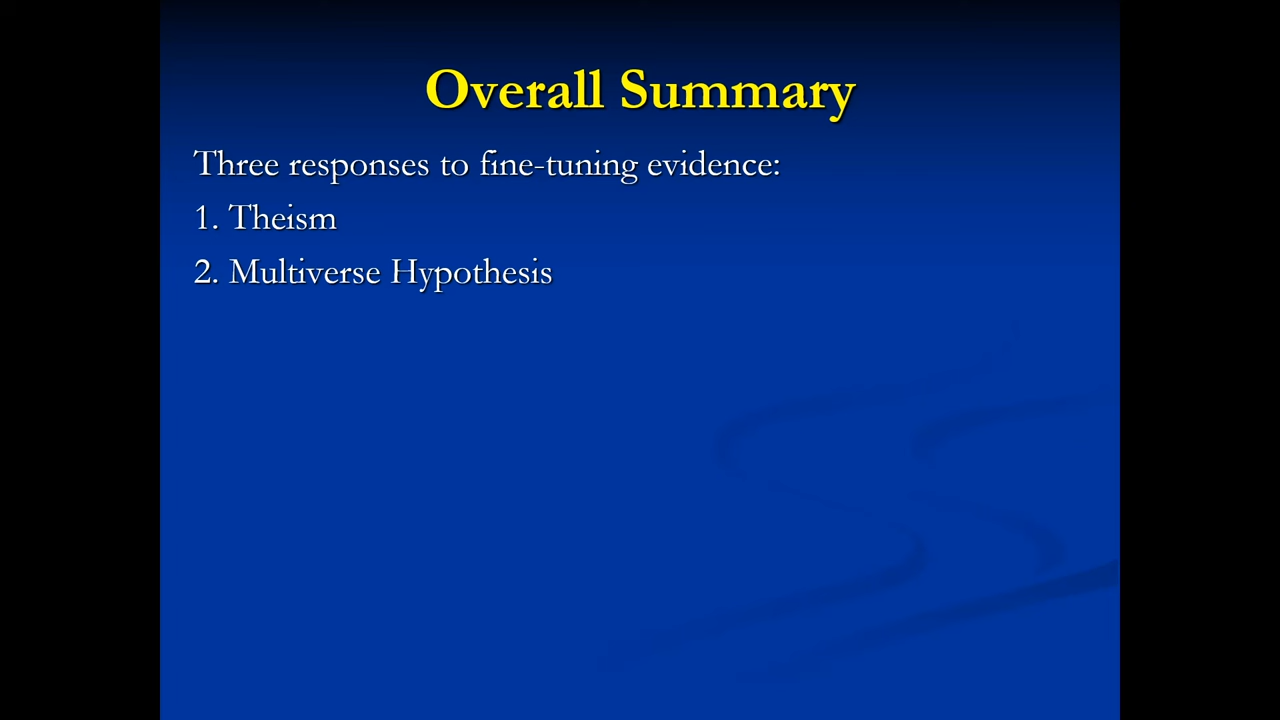 Overall Summary
Three responses to fine-tuning evidence:
1. Theism
2. Multiverse Hypothesis